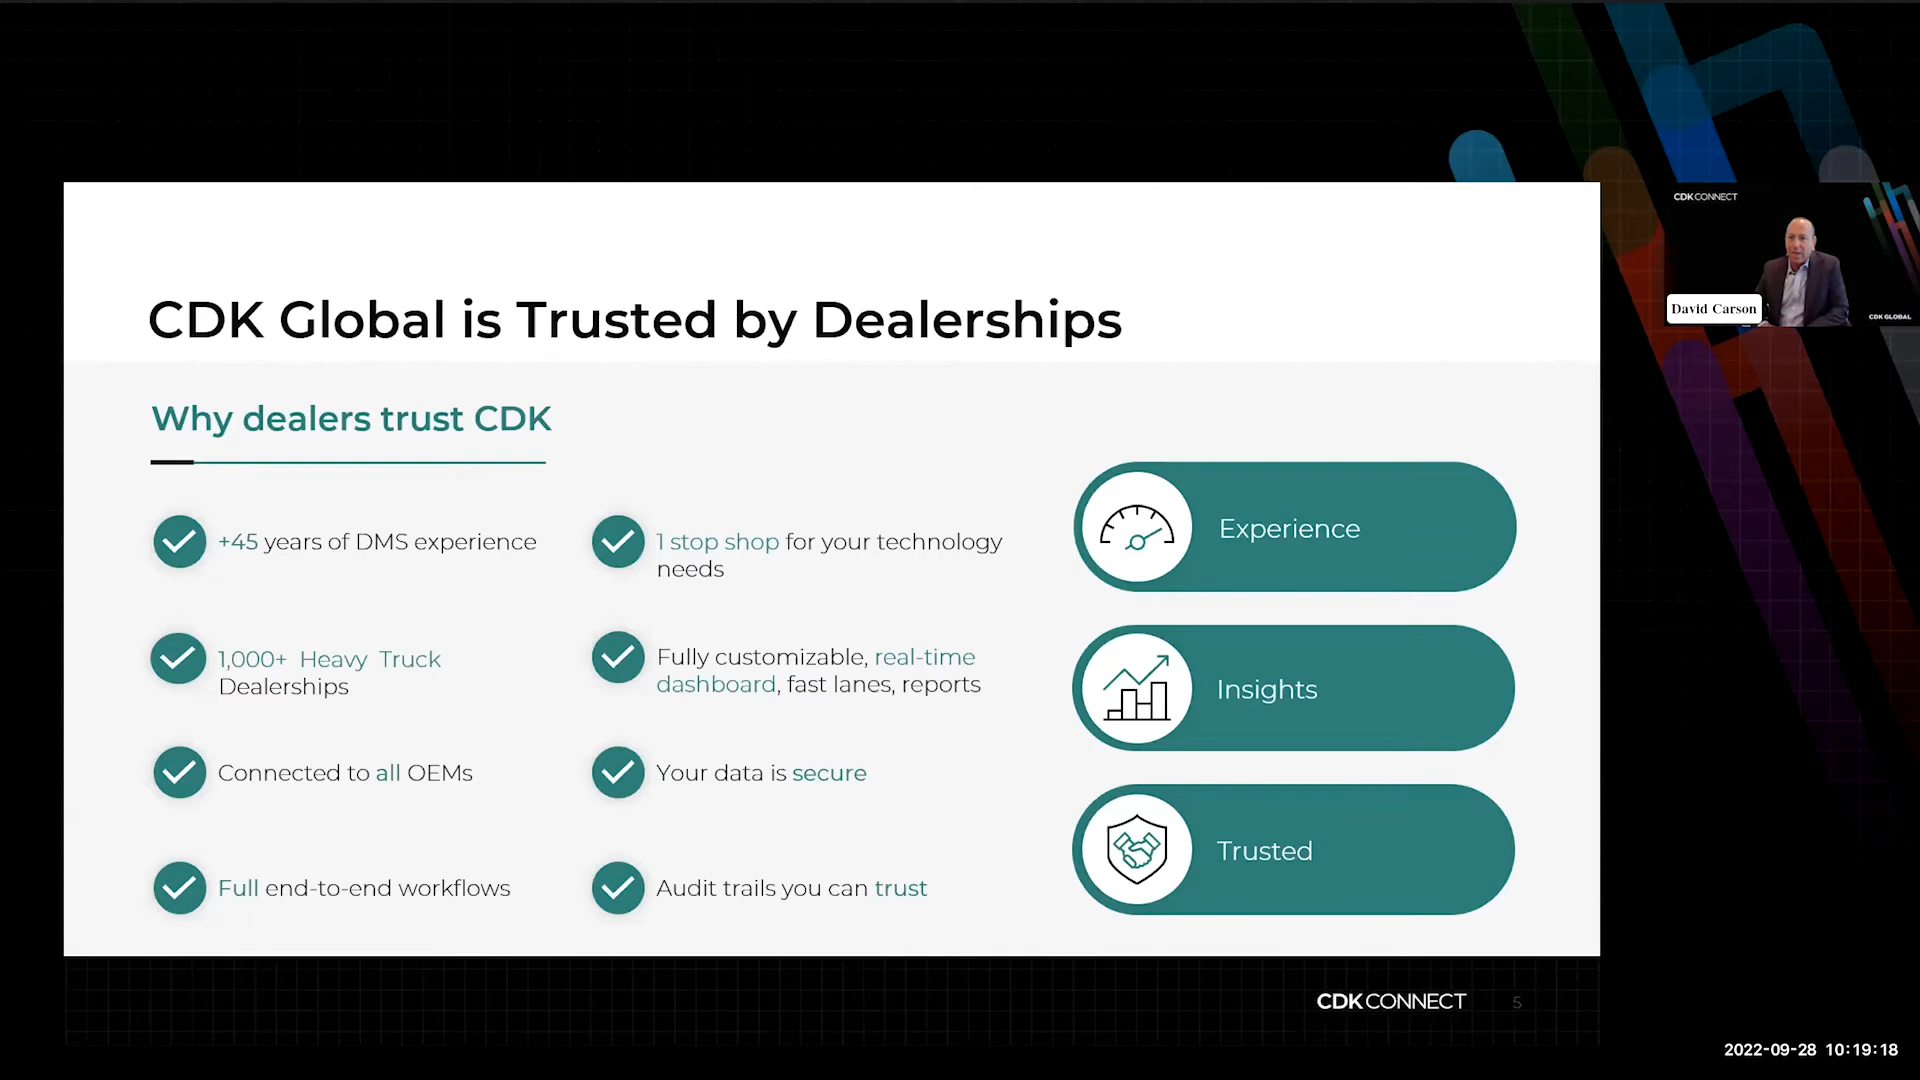 CDK Global is Trusted by Dealerships
Why dealers trust CDK
+45 years of DMS experience
1,000+ Heavy Truck
Dealerships
Connected to all OEMs
Full end-to-end workflows
1 stop shop for your technology
needs
Fully customizable, real-time
dashboard, fast lanes, reports
Your data is secure
Audit trails you can trust
Experience
Insights
Trusted
CDK CONNECT
David Carson
CDK GLOBAL
CDK CONNECT
5
2022-09-28 10:19:18